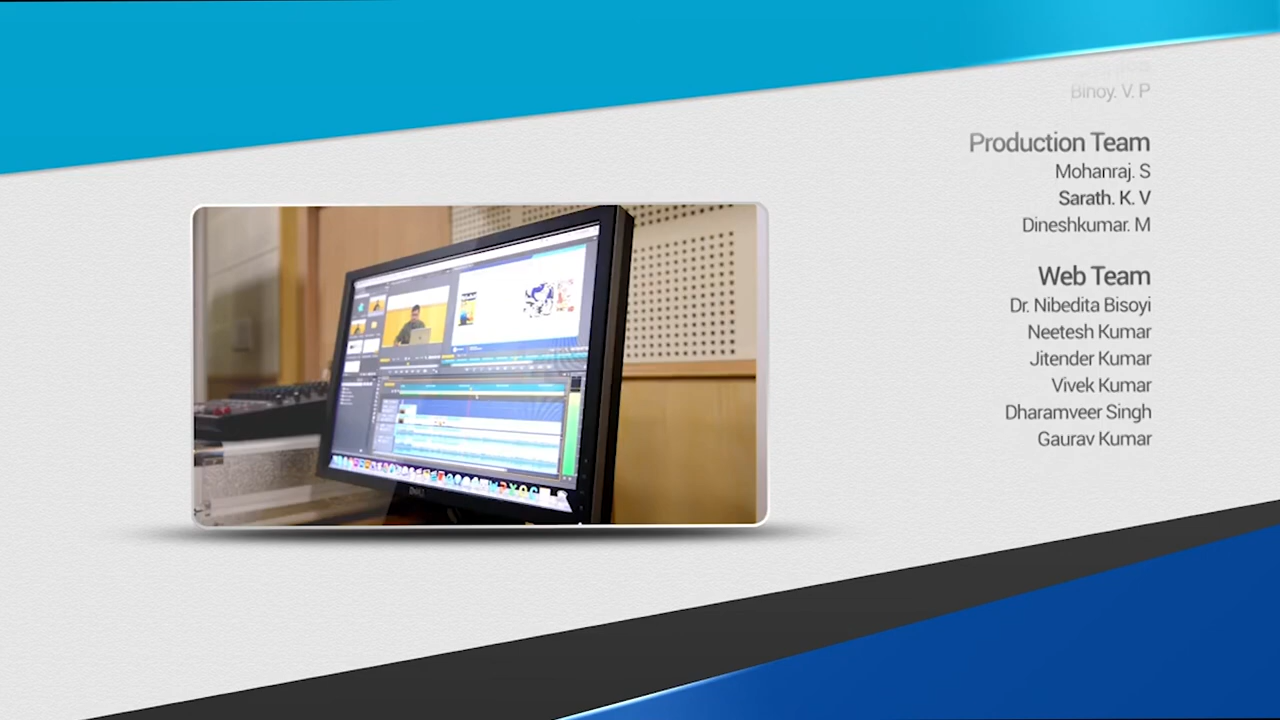 Binoy. V. P
Production Team
Mohanraj. S
Sarath. K. V
Dineshkumar. M
Web Team
Dr. Nibedita Bisoyi
Neetesh Kumar
Jitender Kumar
Vivek Kumar
Dharamveer Singh
Gaurav Kumar
DELL